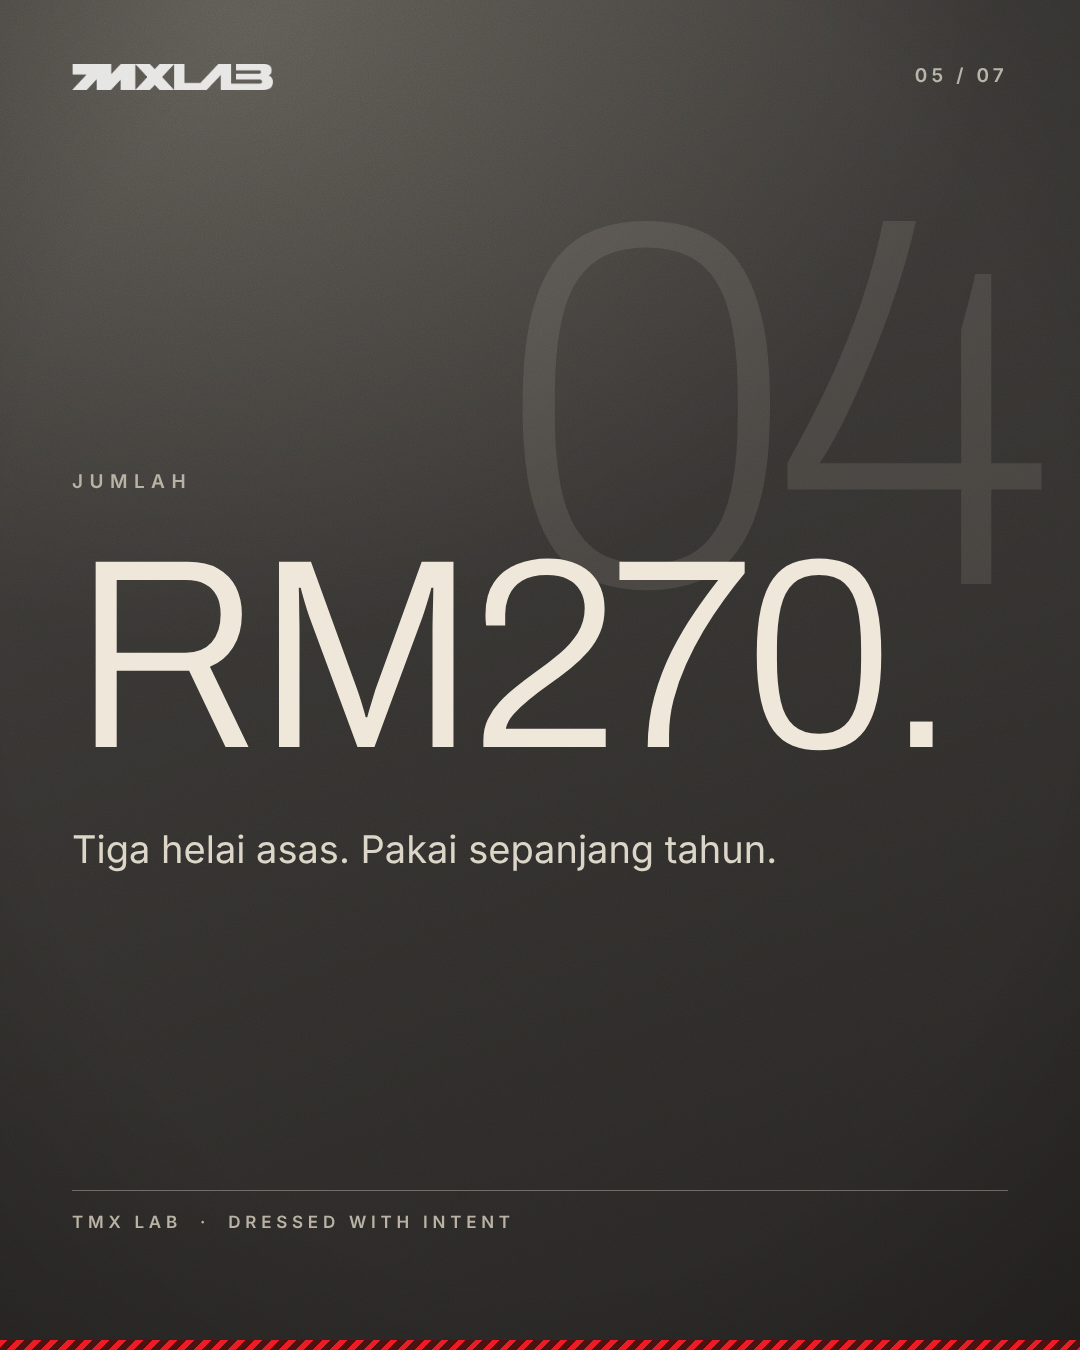 TMXLAB
05 / 07
04
JUMLAH
RM270.
Tiga helai asas. Pakai sepanjang tahun.
TMX LAB · DRESSED WITH INTENT